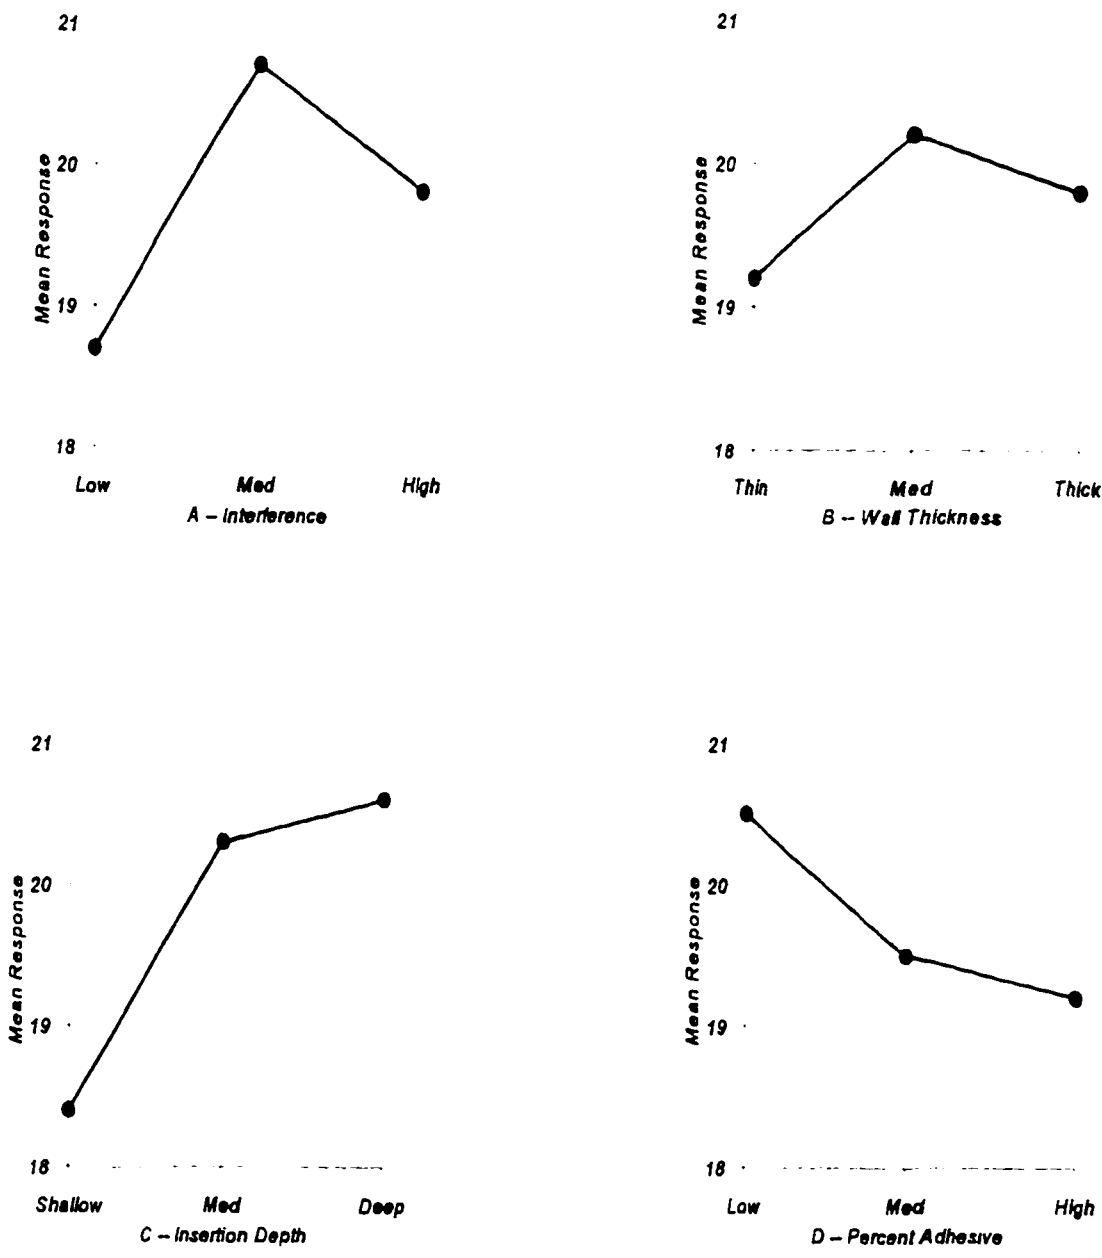 21
20
19
18
Mean Response
Low Med High
A – Interference
21
20
19
18
Mean Response
Thin Med Thick
B – Wall Thickness
21
20
19
18
Mean Response
Shallow Med Deep
C – Insertion Depth
21
20
19
18
Mean Response
Low Med High
D – Percent Adhesive